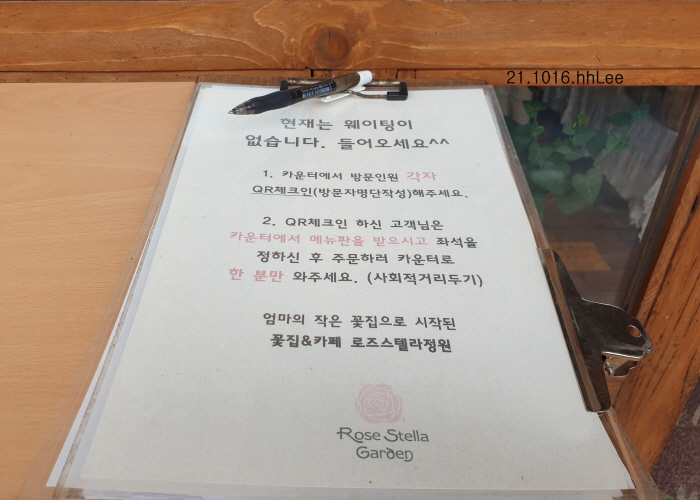 21.1016.hhLee
현재는 웨이팅이
없습니다. 들어오세요^^
1. 카운터에서 방문인원 각자
QR체크인(방문자명단작성)해주세요.
2. QR체크인 하신 고객님은
카운터에서 메뉴판을 받으시고 좌석을
정하신 후 주문하러 카운터로
한 분만 와주세요. (사회적거리두기)
엄마의 작은 꽃집으로 시작된
꽃집&카페 로즈스텔라정원
Rose Stella
Garden